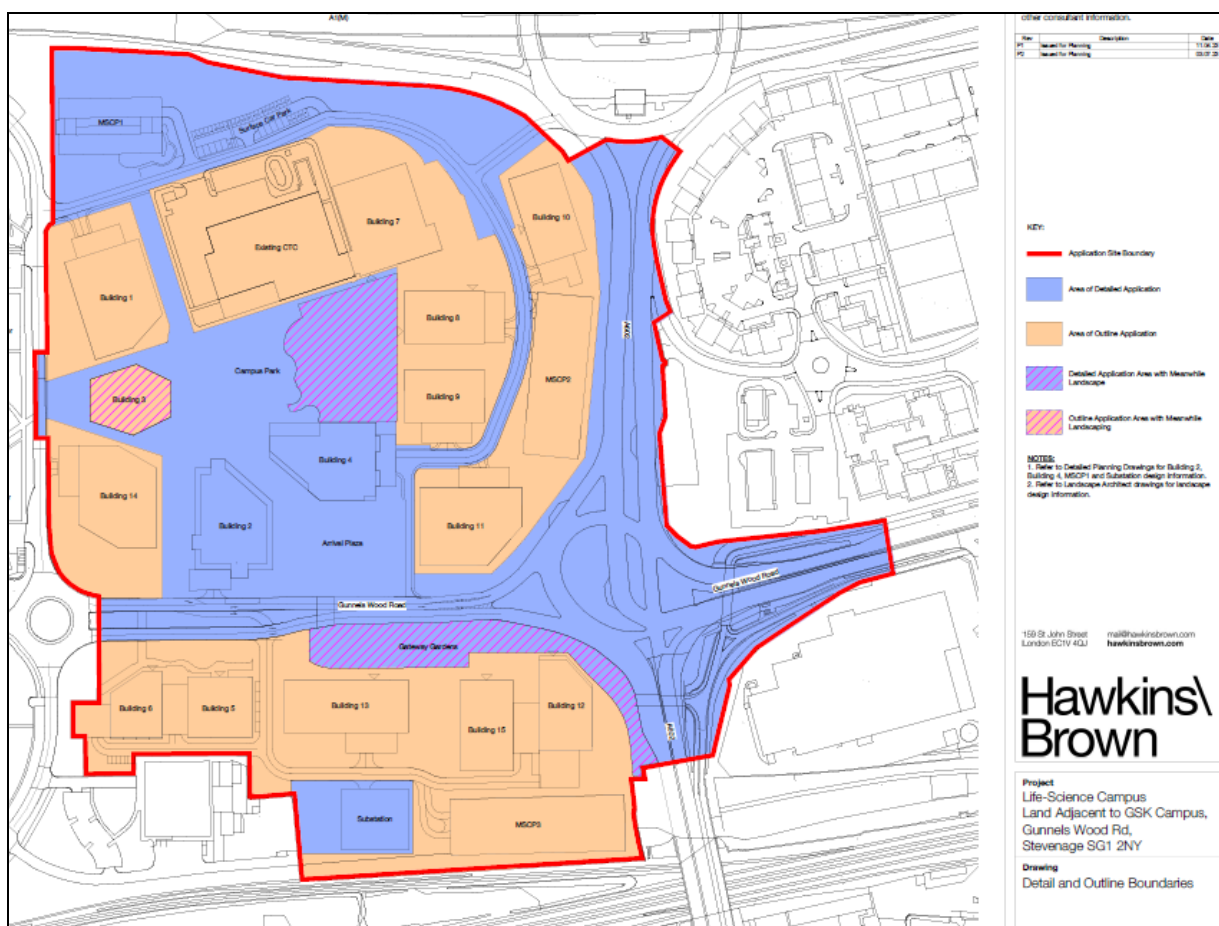 A1(M)
other consultant information.
Rev Description Date
P1 Issued for Planning
P2 Issued for Planning
MSCP1
Surface Car Park
Building 10
Building 7
Existing CTC
Building 1
Building 8
A602
Campus Park
MSCP2
Building 3
Building 9
Building 4
Building 14
Building 2
Building 11
Arrival Plaza
Gunnels Wood Road
Gunnels Wood Road
Gateway Gardens
Building 6
Building 5
Building 13
Building 15
Building 12
A602
Substation
MSCP3
KEY:
Application Site Boundary
Area of Detailed Application
Area of Outline Application
Detailed Application Area with Meanwhile
Landscape
Outline Application Area with Meanwhile
Landscaping
NOTES:
1. Refer to Detailed Planning Drawings for Building 2,
Building 4, MSCP1 and Substation design information.
2. Refer to Landscape Architect drawings for landscape
design information.
159 St John Street mail@hawkinsbrown.com
London EC1V 4QJ hawkinsbrown.com
Hawkins\
Brown
Project
Life-Science Campus
Land Adjacent to GSK Campus,
Gunnels Wood Rd,
Stevenage SG1 2NY
Drawing
Detail and Outline Boundaries